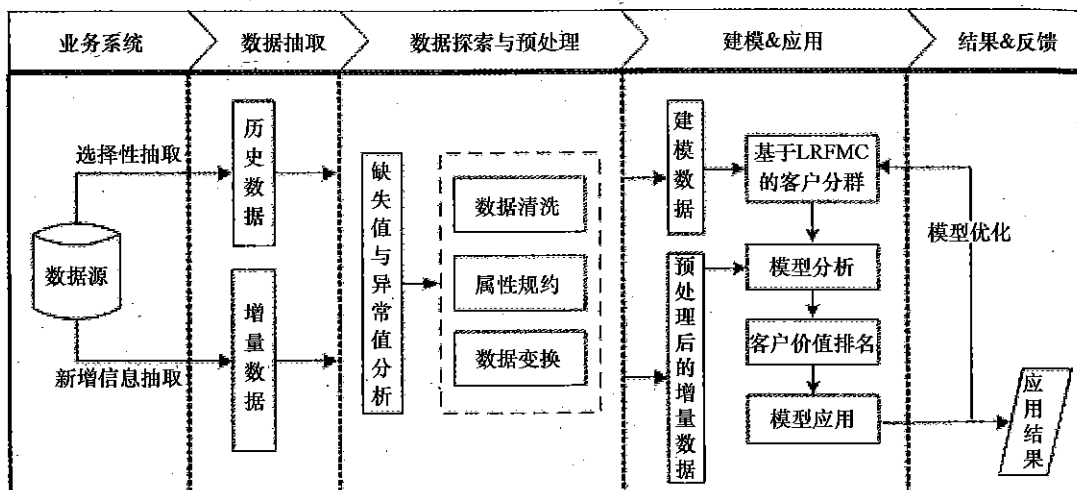 业务系统
数据抽取
数据探索与预处理
建模&应用
结果&反馈
选择性抽取
数据源
新增信息抽取
历史数据
增量数据
缺失值与异常值分析
数据清洗
属性规约
数据变换
建模数据
预处理后的增量数据
基于LRFMC
的客户分群
模型分析
客户价值排名
模型应用
模型优化
应用结果